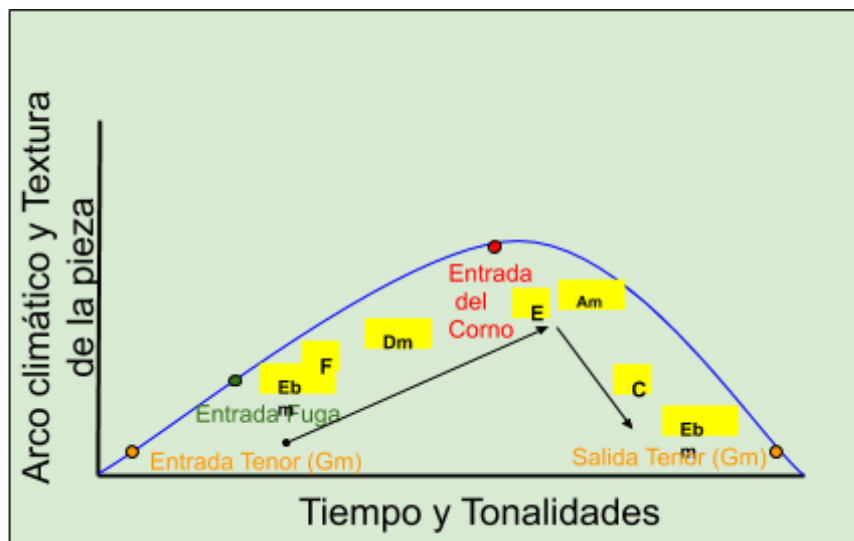 Arco climático y Textura
de la pieza
Entrada
del
Corno
E
Am
Dm
F
Eb
m
C
Eb
m
Entrada Fuga
Entrada Tenor (Gm)
Salida Tenor (Gm)
Tiempo y Tonalidades